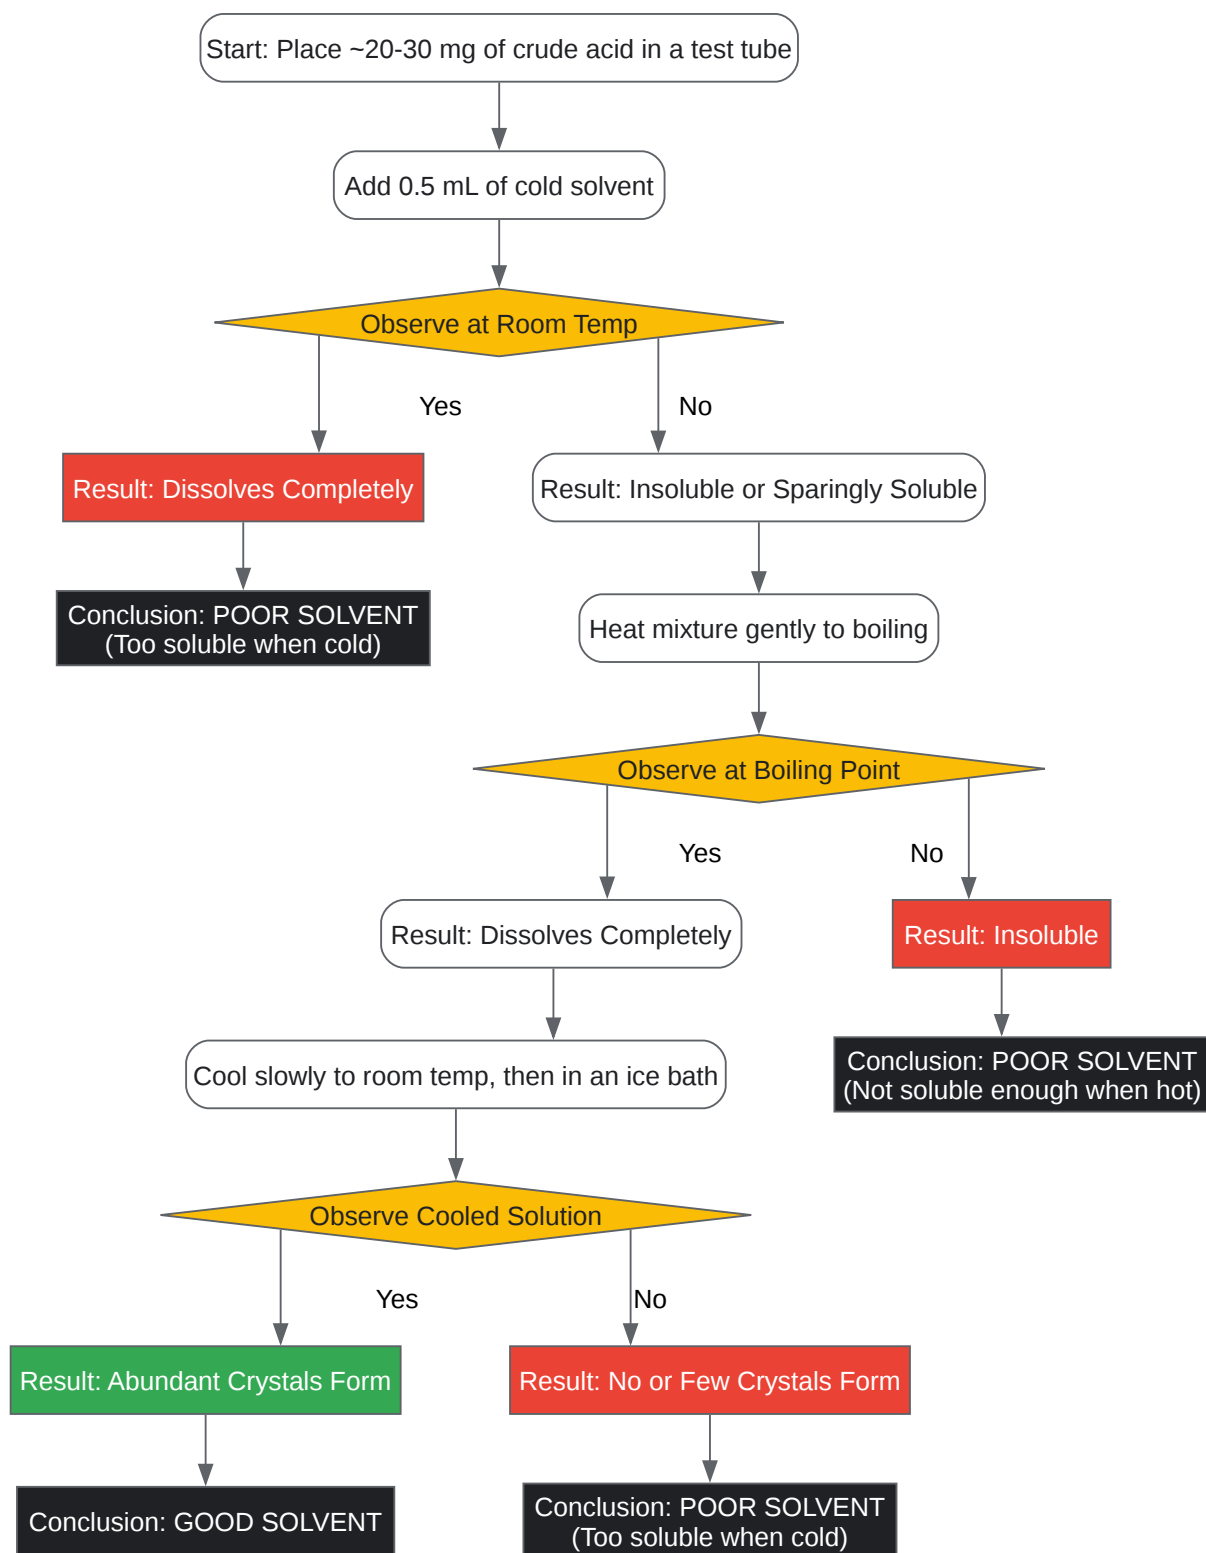 Start: Place ~20-30 mg of crude acid in a test tube
Add 0.5 mL of cold solvent
Observe at Room Temp
Yes
No
Result: Dissolves Completely
Result: Insoluble or Sparingly Soluble
Conclusion: POOR SOLVENT
(Too soluble when cold)
Heat mixture gently to boiling
Observe at Boiling Point
Yes
No
Result: Dissolves Completely
Result: Insoluble
Conclusion: POOR SOLVENT
(Not soluble enough when hot)
Cool slowly to room temp, then in an ice bath
Observe Cooled Solution
Yes
No
Result: Abundant Crystals Form
Result: No or Few Crystals Form
Conclusion: GOOD SOLVENT
Conclusion: POOR SOLVENT
(Too soluble when cold)